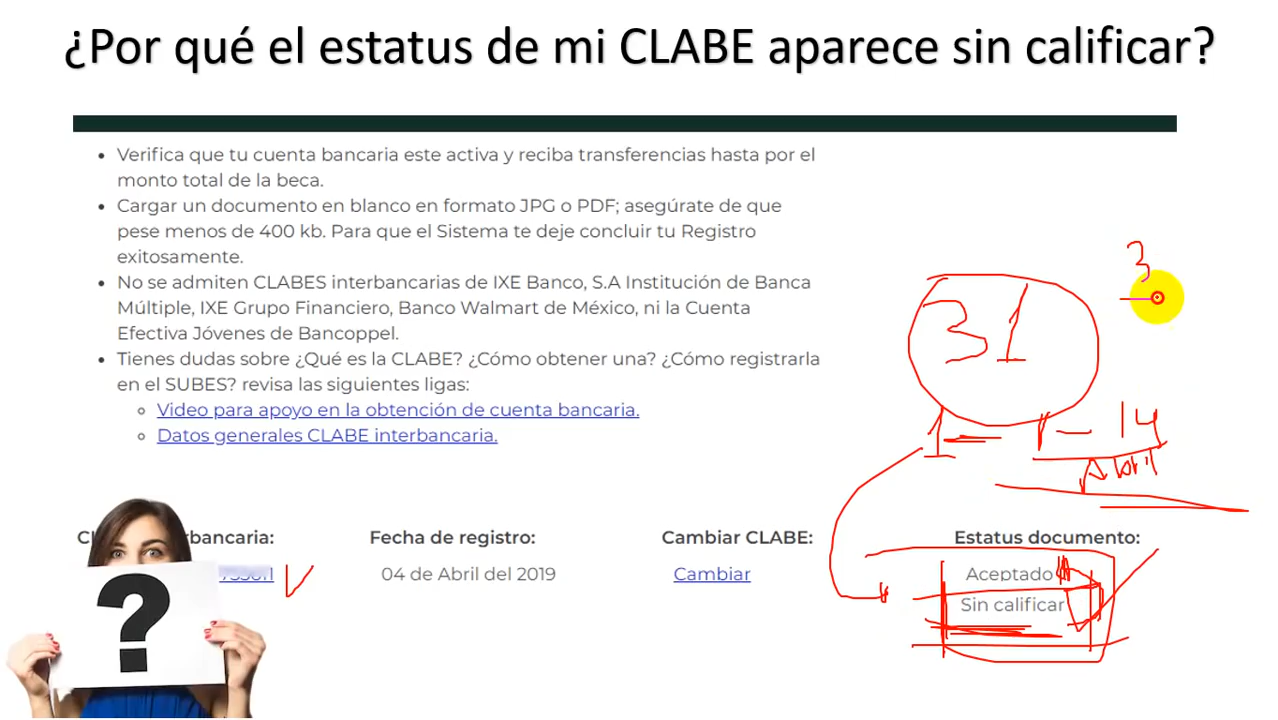 ¿Por qué el estatus de mi CLABE aparece sin calificar?
• Verifica que tu cuenta bancaria este activa y reciba transferencias hasta por el
monto total de la beca.
• Cargar un documento en blanco en formato JPG o PDF; asegúrate de que
pese menos de 400 kb. Para que el Sistema te deje concluir tu Registro
exitosamente.
• No se admiten CLABES interbancarias de IXE Banco, S.A Institución de Banca
Múltiple, IXE Grupo Financiero, Banco Walmart de México, ni la Cuenta
Efectiva Jóvenes de Bancoppel.
• Tienes dudas sobre ¿Qué es la CLABE? ¿Cómo obtener una? ¿Cómo registrarla
en el SUBES? revisa las siguientes ligas:
Video para apoyo en la obtención de cuenta bancaria.
Datos generales CLABE interbancaria.
3
31
1 - 14
Abril
Fecha de registro: Cambiar CLABE: Estatus documento:
04 de Abril del 2019 Cambiar Aceptado
Sin calificar
?